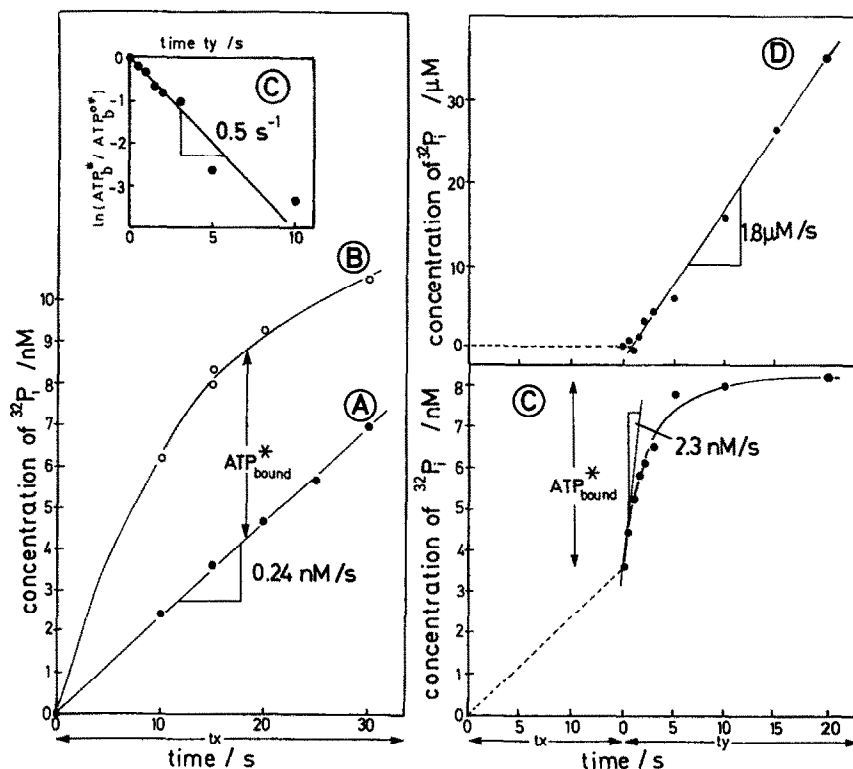 time ty / s
0
-1
-2
-3
ln(ATP*b / ATP°*b)
C
0.5 s⁻¹
0 5 10
B
10
9
8
7
6
5
4
3
2
1
0
concentration of ³²Pi /nM
A
ATP*bound
0.24 nM/s
0 10 20 30
tx
time / s
D
30
20
10
0
concentration of ³²Pi /µM
1.8µM/s
C
8
7
6
5
4
3
2
1
0
concentration of ³²Pi /nM
ATP*bound
2.3 nM/s
0 5 10 0 5 10 15 20
tx ty
time / s